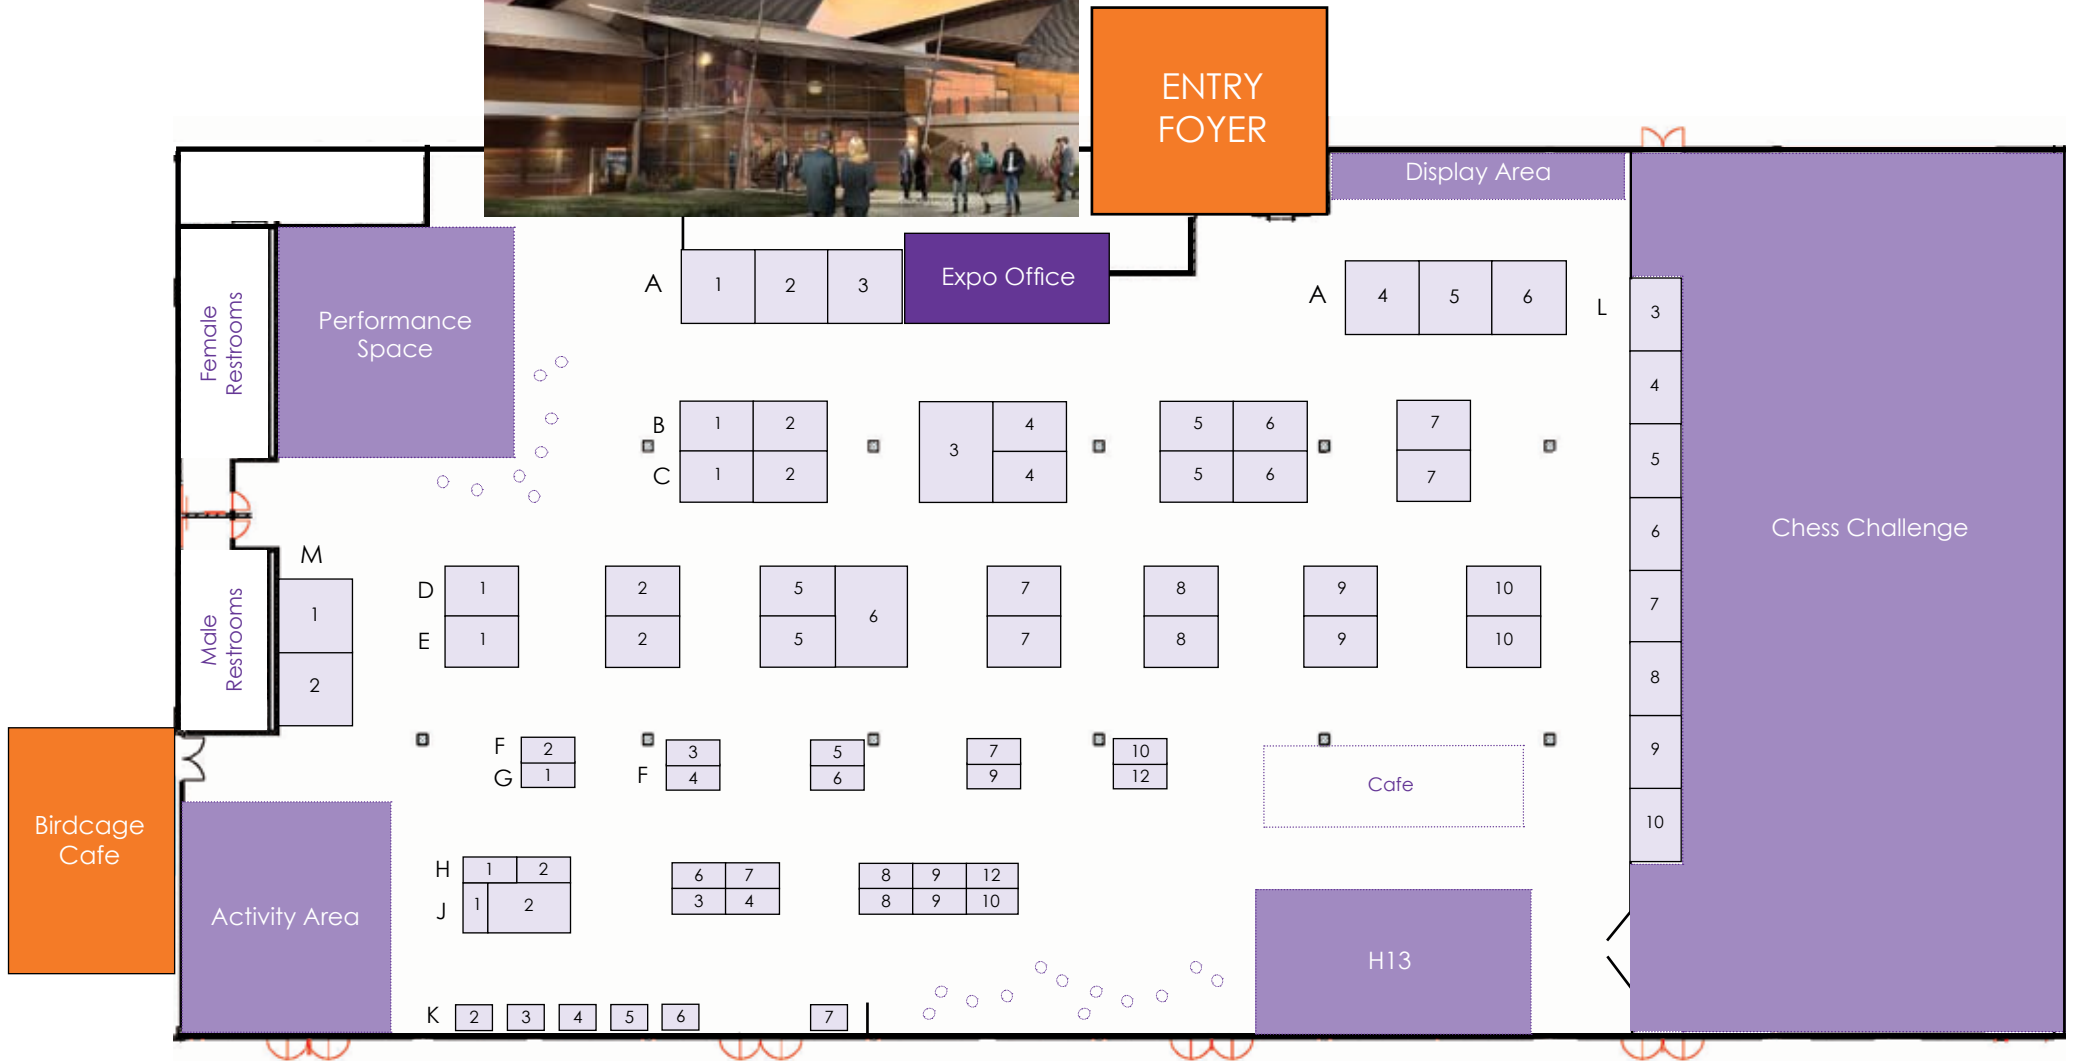 ENTRY
FOYER
Display Area
Expo Office
A
1
2
3
A
4
5
6
L
3
4
5
6
7
8
9
10
Female
Restrooms
Performance
Space
B
1
2
4
5
6
7
3
C
1
2
4
5
6
7
Chess Challenge
M
1
2
Male
Restrooms
D
1
2
5
7
8
9
10
6
E
1
2
5
7
8
9
10
F
2
3
5
7
10
G
1
F
4
6
9
12
Cafe
Birdcage
Cafe
Activity Area
H
1
2
6
7
8
9
12
J
1
2
3
4
8
9
10
H13
K
2
3
4
5
6
7